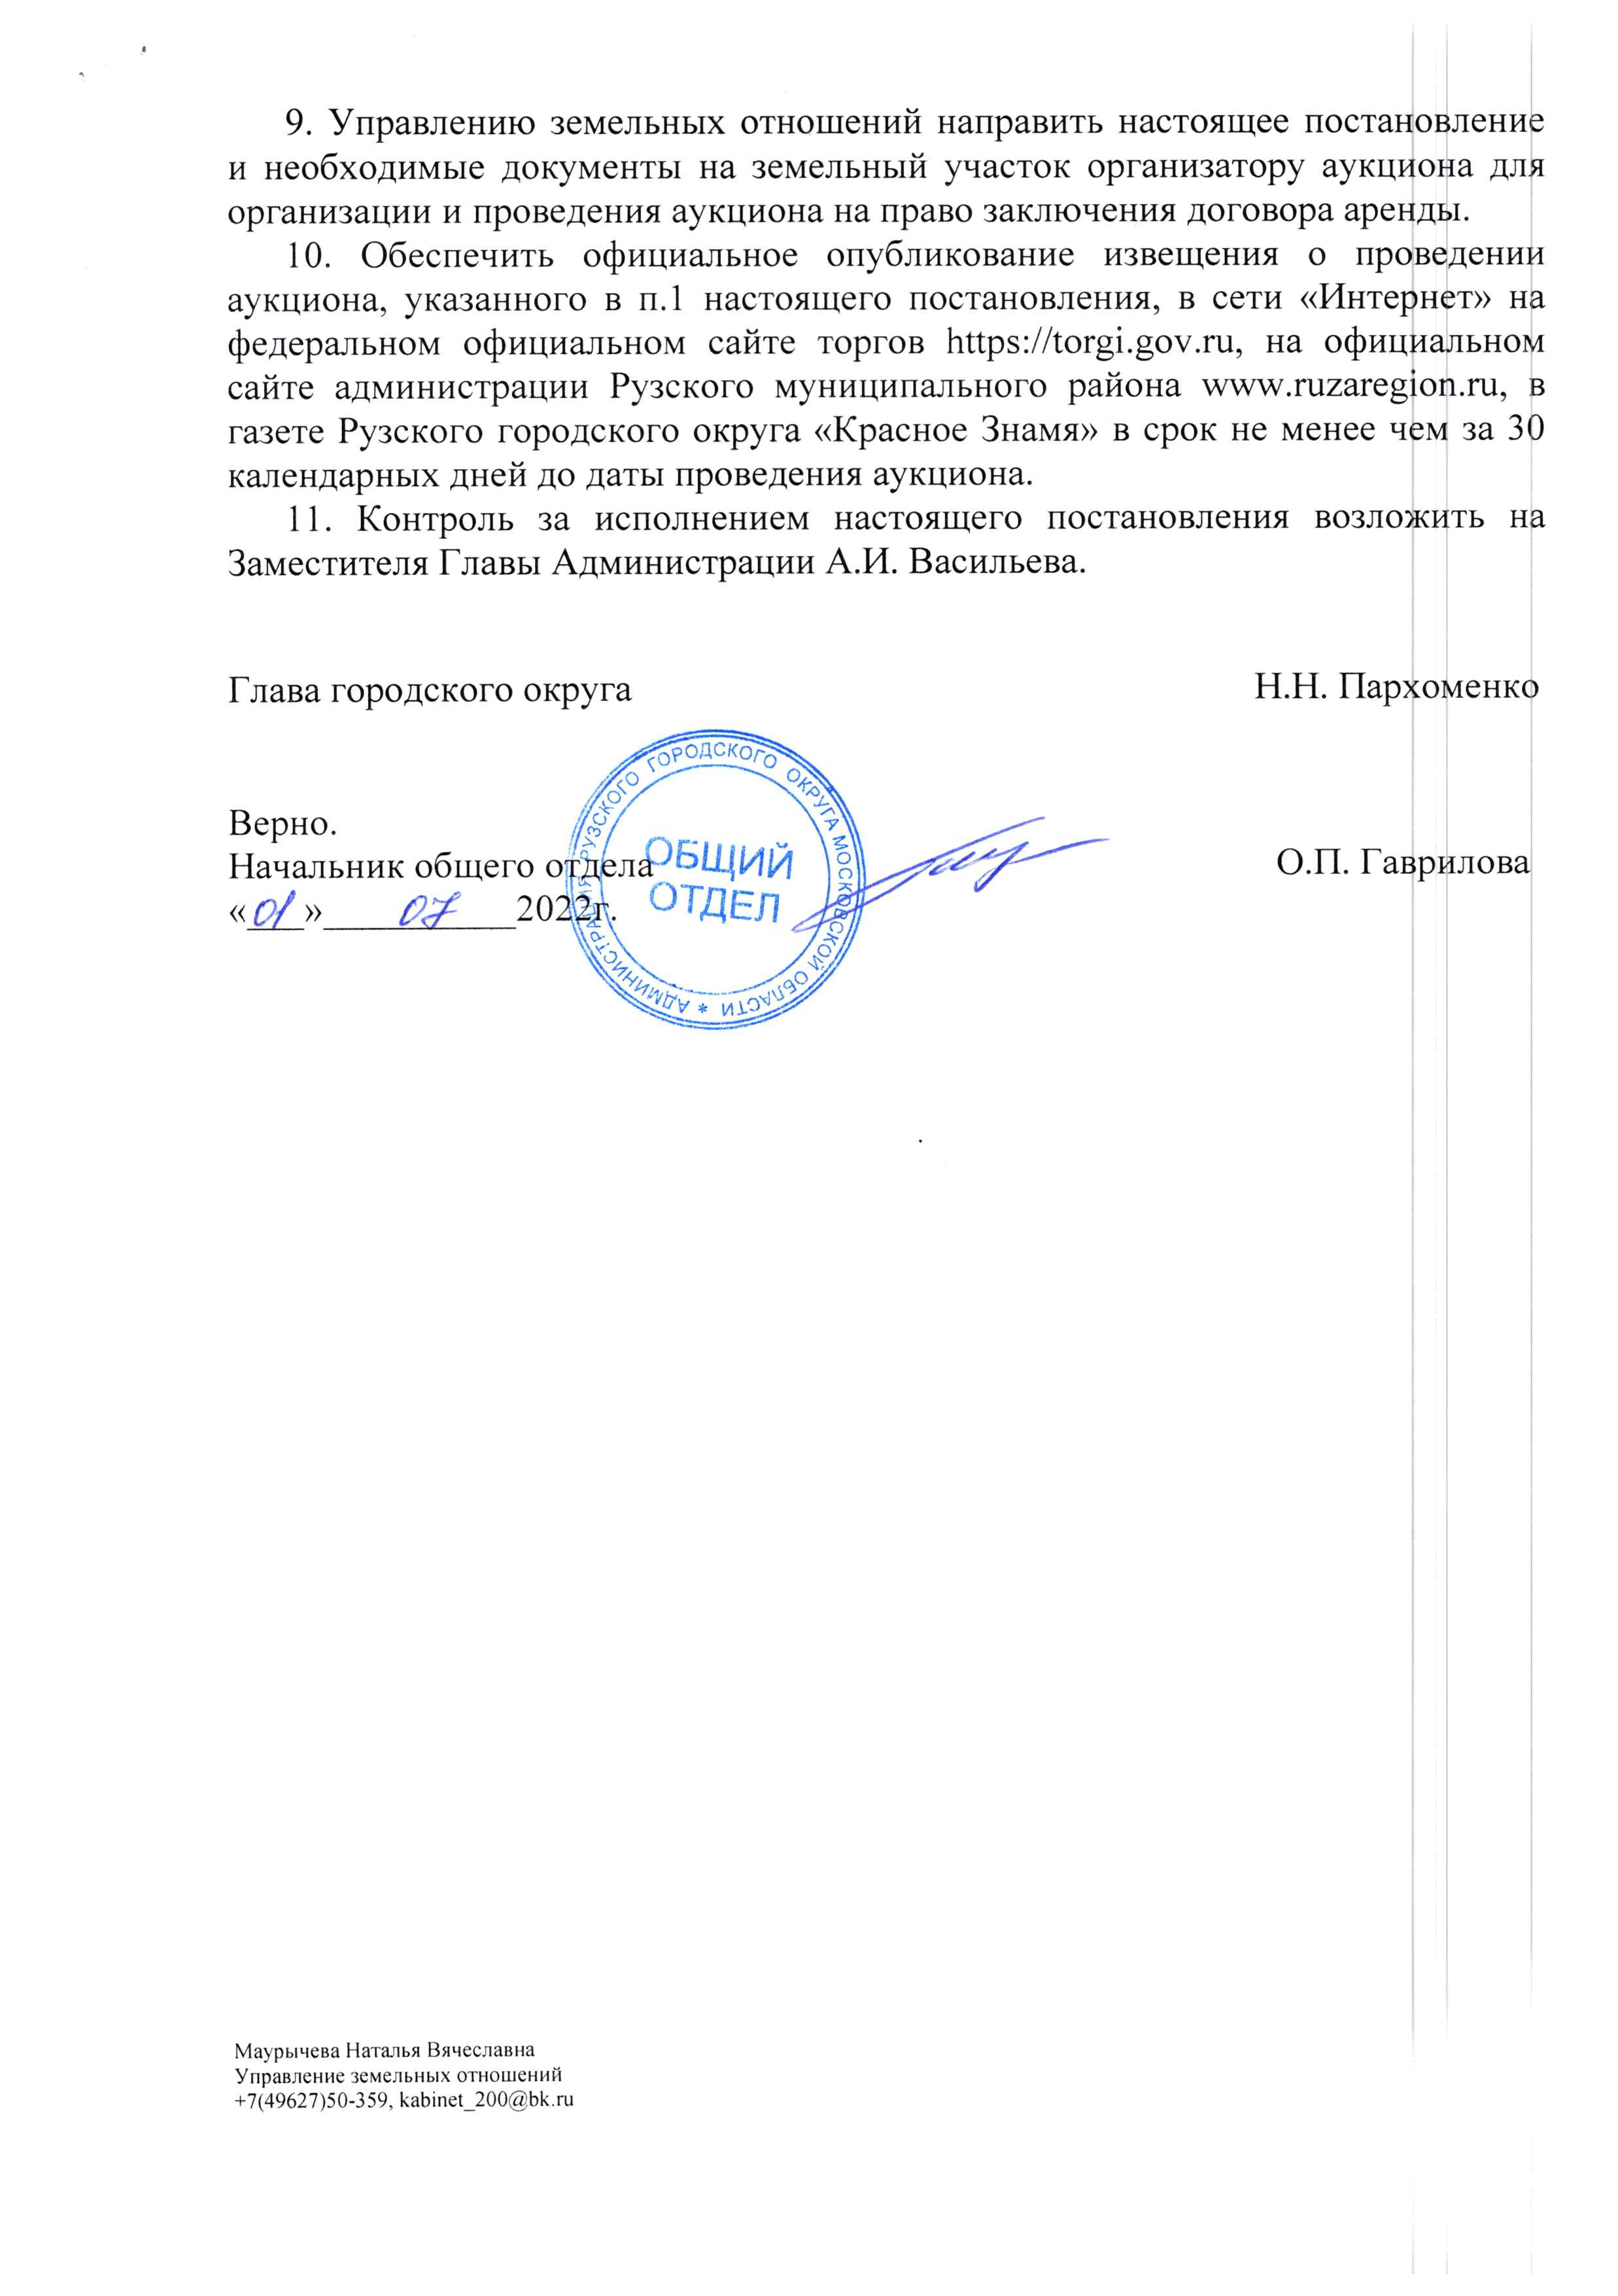 9. Управлению земельных отношений направить настоящее постановление
и необходимые документы на земельный участок организатору аукциона для
организации и проведения аукциона на право заключения договора аренды.
10. Обеспечить официальное опубликование извещения о проведении
аукциона, указанного в п.1 настоящего постановления, в сети «Интернет» на
федеральном официальном сайте торгов https://torgi.gov.ru, на официальном
сайте администрации Рузского муниципального района www.ruzaregion.ru, в
газете Рузского городского округа «Красное Знамя» в срок не менее чем за 30
календарных дней до даты проведения аукциона.
11. Контроль за исполнением настоящего постановления возложить на
Заместителя Главы Администрации А.И. Васильева.
Глава городского округа Н.Н. Пархоменко
Верно.
Начальник общего отдела О.П. Гаврилова
«01» 07 2022г.
АДМИНИСТРАЦИЯ РУЗСКОГО ГОРОДСКОГО ОКРУГА МОСКОВСКОЙ ОБЛАСТИ *
ОБЩИЙ
ОТДЕЛ
Маурычева Наталья Вячеславна
Управление земельных отношений
+7(49627)50-359, kabinet_200@bk.ru